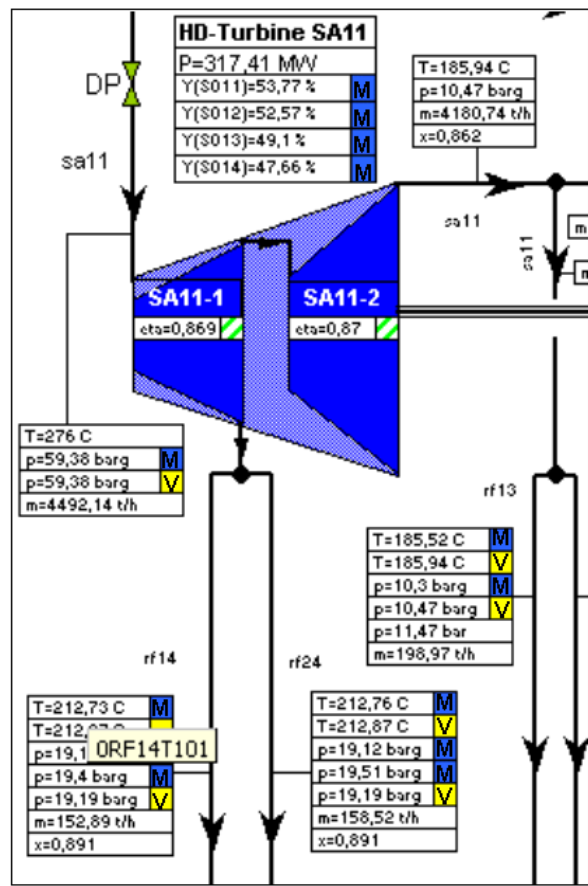 HD-Turbine SA11
P=317,41 MW
Y(S011)=53,77 % M
Y(S012)=52,57 % M
Y(S013)=49,1 % M
Y(S014)=47,66 % M
T=185,94 C
p=10,47 barg
m=4180,74 t/h
x=0,862
DP
sa11
sa11
sa11
m
m
SA11-1
eta=0,869
SA11-2
eta=0,87
T=276 C
p=59,38 barg M
p=59,38 barg V
m=4492,14 t/h
rf13
T=185,52 C M
T=185,94 C V
p=10,3 barg M
p=10,47 barg V
p=11,47 bar
m=198,97 t/h
rf14
rf24
T=212,73 C M
0RF14T101
p=19,4 barg M
p=19,19 barg V
m=152,89 t/h
x=0,891
T=212,76 C M
T=212,87 C V
p=19,12 barg M
p=19,51 barg M
p=19,19 barg V
m=158,52 t/h
x=0,891